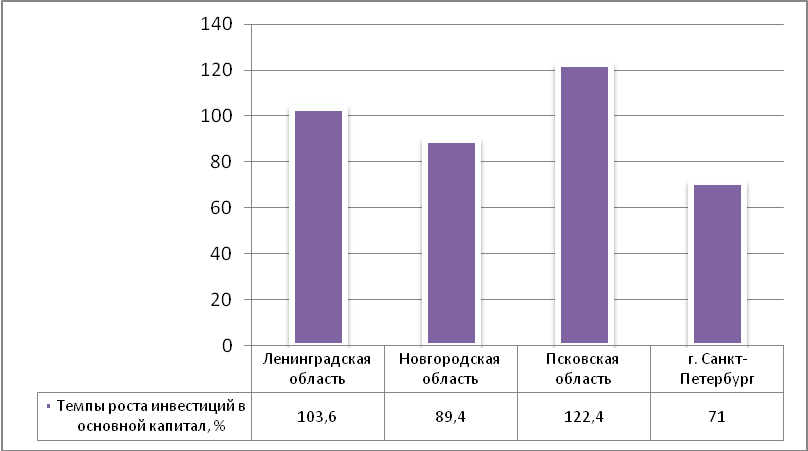 140
120
100
80
60
40
20
0
Ленинградская область
Новгородская область
Псковская область
г. Санкт-Петербург
Темпы роста инвестиций в
основной капитал, %
103,6
89,4
122,4
71